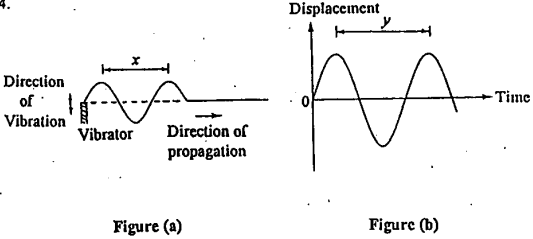 4.
Displacement
y
x
Direction
of
Vibration
Vibrator
Direction of
propagation
0
Time
Figure (a)
Figure (b)